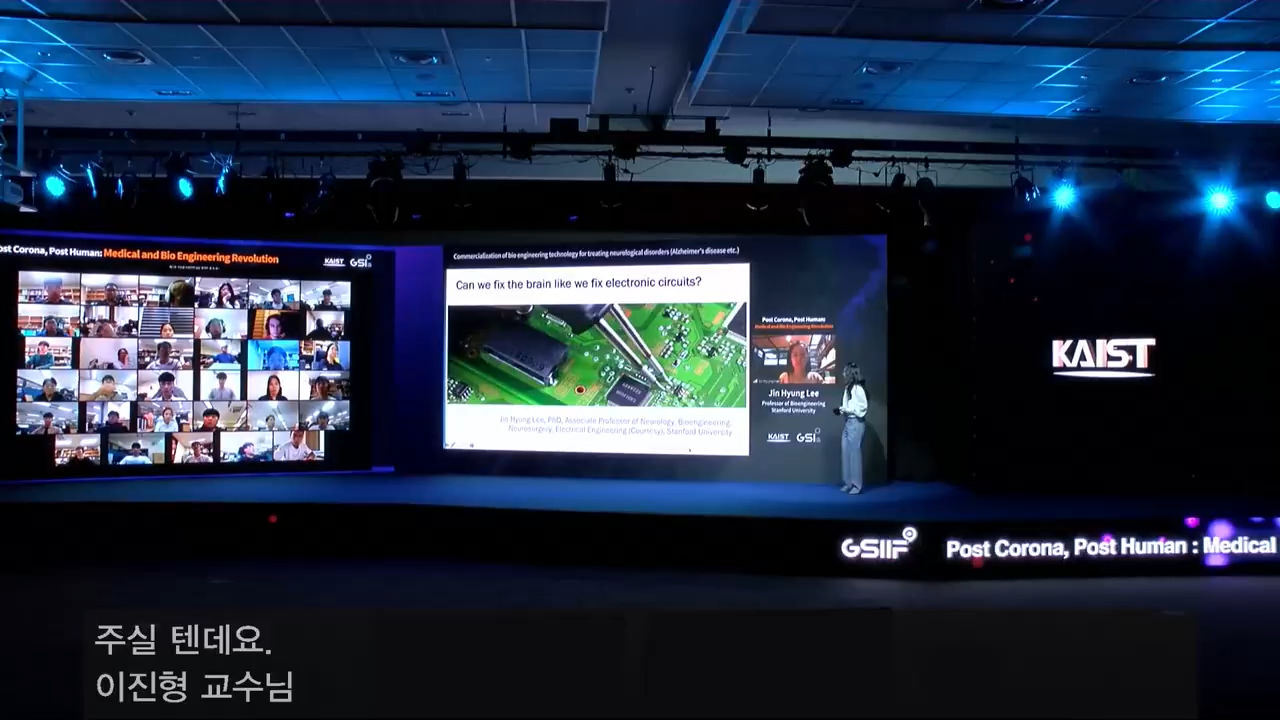 ost Corona, Post Human: Medical and Bio Engineering Revolution
KAIST GSI
Commercialization of bio engineering technology for treating neurological disorders (Alzheimer's disease etc.)
Can we fix the brain like we fix electronic circuits?
Jin Hyung Lee, PhD, Associate Professor of Neurology, Bioengineering,
Neurosurgery, Electrical Engineering (Courtesy), Stanford University
Post Corona, Post Human:
Medical and Bio Engineering Revolution
Jin Hyung Lee
Professor of Bioengineering
Stanford University
KAIST GSI
KAIST
GSIIF
Post Corona, Post Human : Medical
주실 텐데요.
이진형 교수님